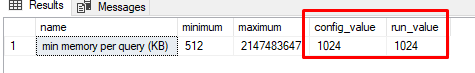 Results Messages
name minimum maximum config_value run_value
1 min memory per query (KB) 512 2147483647 1024 1024